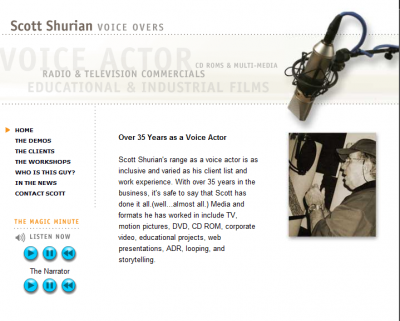 Scott Shurian VOICE OVERS
VOICE ACTOR
CD ROMS & MULTI-MEDIA
RADIO & TELEVISION COMMERCIALS
EDUCATIONAL & INDUSTRIAL FILMS
HOME
THE DEMOS
THE CLIENTS
THE WORKSHOPS
WHO IS THIS GUY?
IN THE NEWS
CONTACT SCOTT
THE MAGIC MINUTE
LISTEN NOW
The Narrator
Over 35 Years as a Voice Actor
Scott Shurian's range as a voice actor is as
inclusive and varied as his client list and
work experience. With over 35 years in the
business, it's safe to say that Scott has
done it all.(well...almost all.) Media and
formats he has worked in include TV,
motion pictures, DVD, CD ROM, corporate
video, educational projects, web
presentations, ADR, looping, and
storytelling.